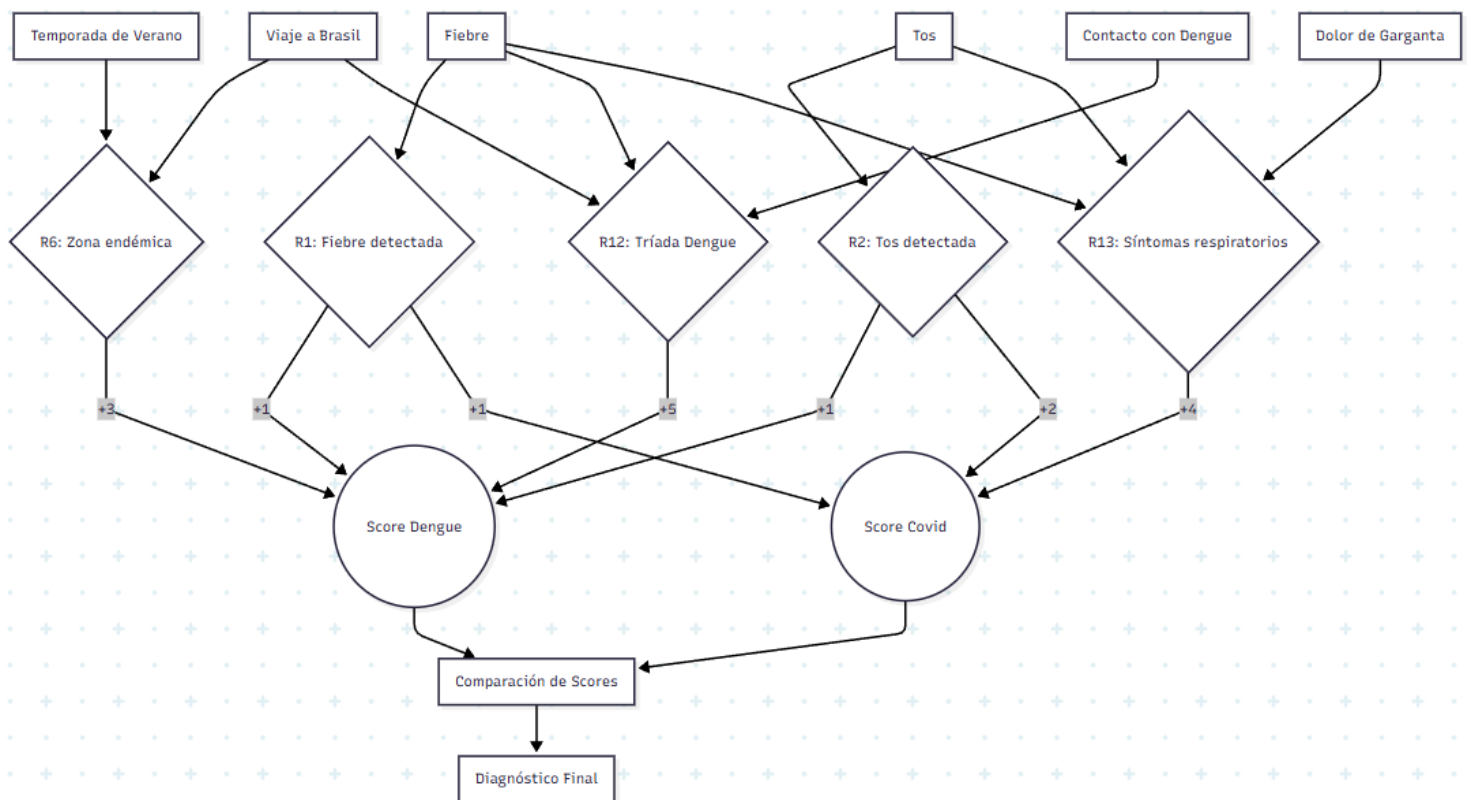 Temporada de Verano
Viaje a Brasil
Fiebre
Tos
Contacto con Dengue
Dolor de Garganta
R6: Zona endémica
R1: Fiebre detectada
R12: Tríada Dengue
R2: Tos detectada
R13: Síntomas respiratorios
+3
+1
+1
+5
+1
+2
+4
Score Dengue
Score Covid
Comparación de Scores
Diagnóstico Final